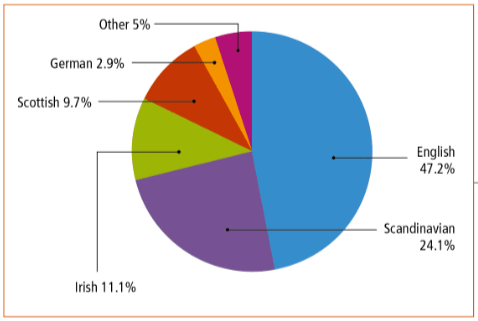 Other 5%
German 2.9%
Scottish 9.7%
English
47.2%
Scandinavian
24.1%
Irish 11.1%